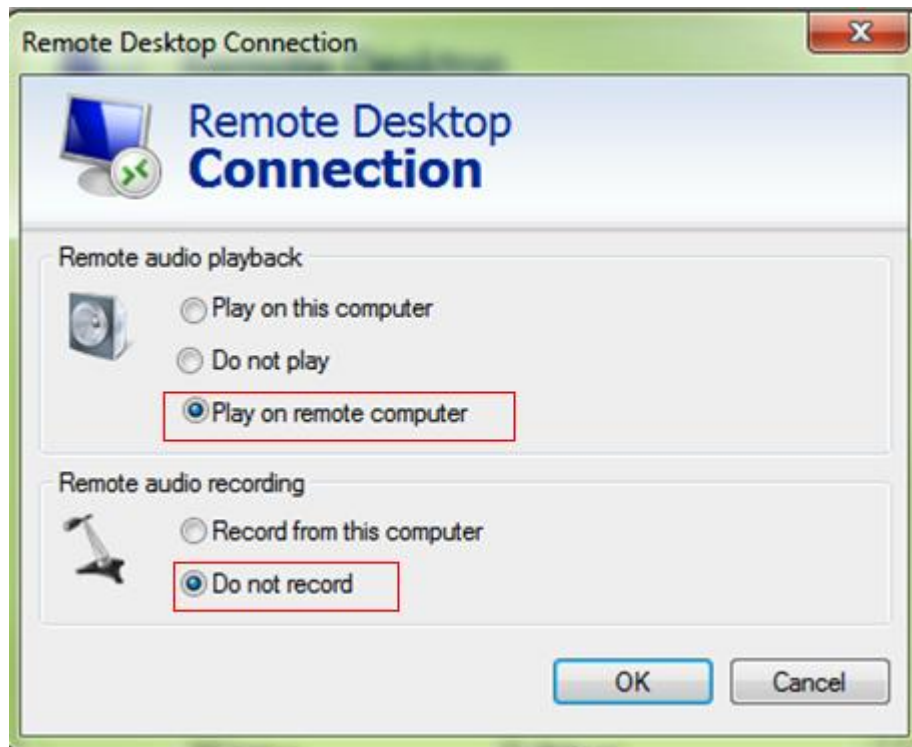 Remote Desktop Connection
Remote Desktop
Connection
Remote audio playback
Play on this computer
Do not play
Play on remote computer
Remote audio recording
Record from this computer
Do not record
OK
Cancel